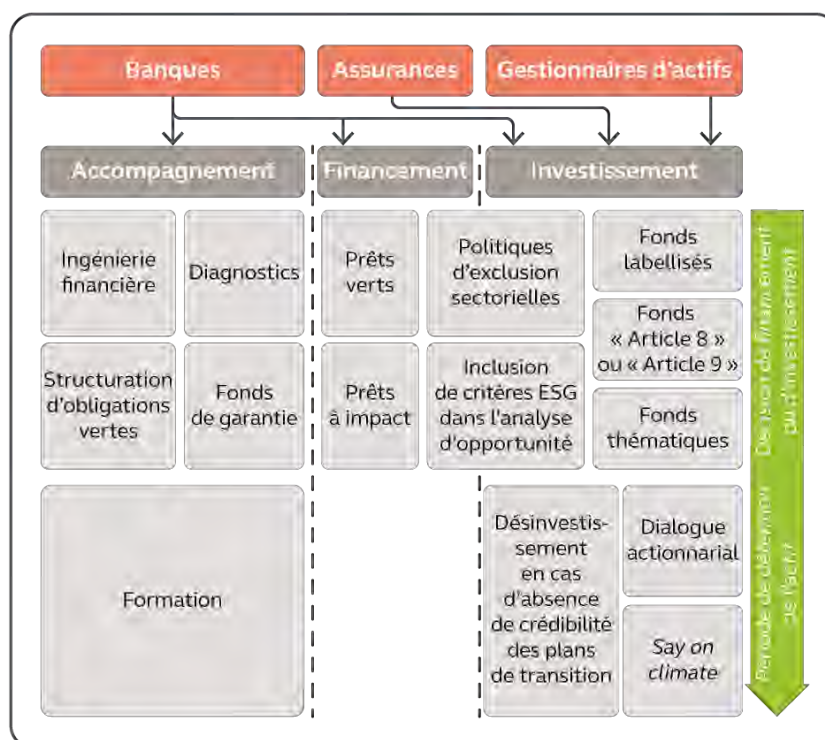 Banques
Assurances
Gestionnaires d'actifs
Accompagnement
Financement
Investissement
Ingénierie
financière
Diagnostics
Prêts
verts
Politiques
d'exclusion
sectorielles
Fonds
labellisés
Fonds
« Article 8 »
ou « Article 9 »
Structuration
d'obligations
vertes
Fonds
de garantie
Prêts
à impact
Inclusion
de critères ESG
dans l'analyse
d'opportunité
Fonds
thématiques
Formation
Désinvestis-
sement
en cas
d'absence
de crédibilité
des plans
de transition
Dialogue
actionnarial
Say on
climate
Décision de financement
ou d'investissement
Période de détention
de l'actif